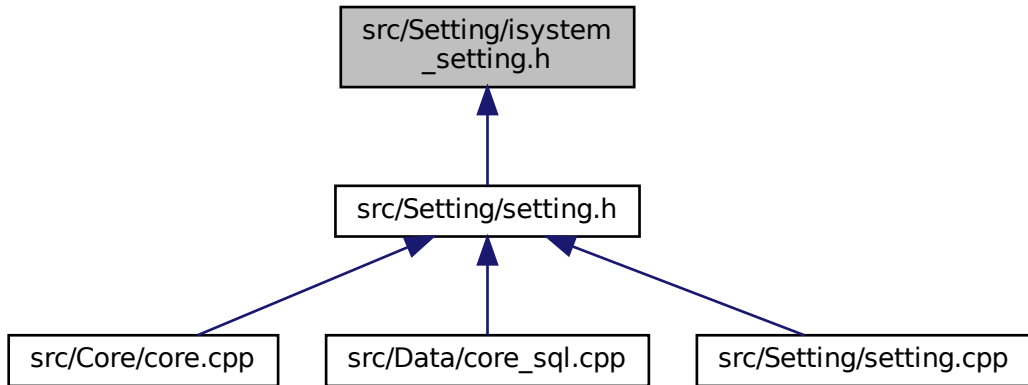 src/Setting/isystem
_setting.h
src/Setting/setting.h
src/Core/core.cpp
src/Data/core_sql.cpp
src/Setting/setting.cpp